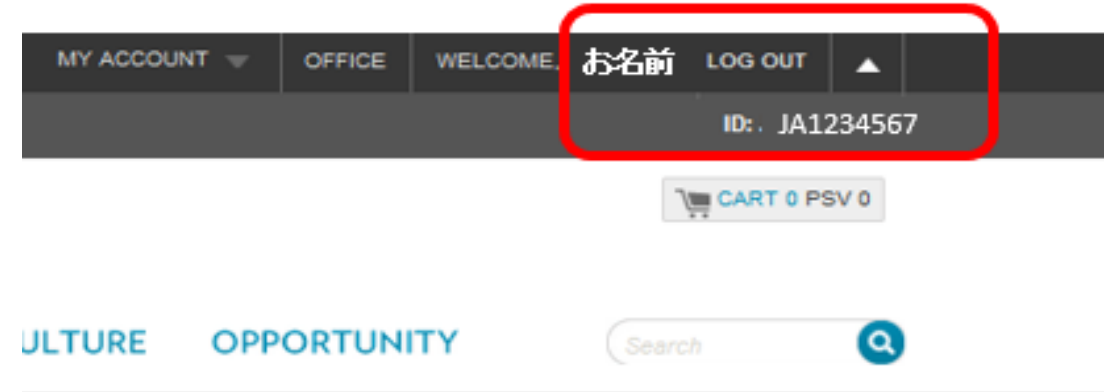 MY ACCOUNT OFFICE WELCOME, お名前 LOG OUT
ID: . JA1234567
CART 0 PSV 0
ULTURE OPPORTUNITY Search